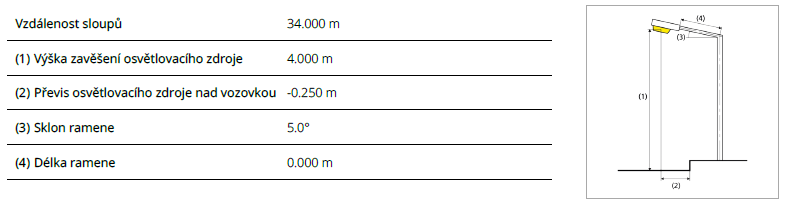 Vzdálenost sloupů 34.000 m
(1) Výška zavěšení osvětlovacího zdroje 4.000 m
(2) Převis osvětlovacího zdroje nad vozovkou -0.250 m
(3) Sklon ramene 5.0°
(4) Délka ramene 0.000 m
(4)
(3)
(1)
(2)